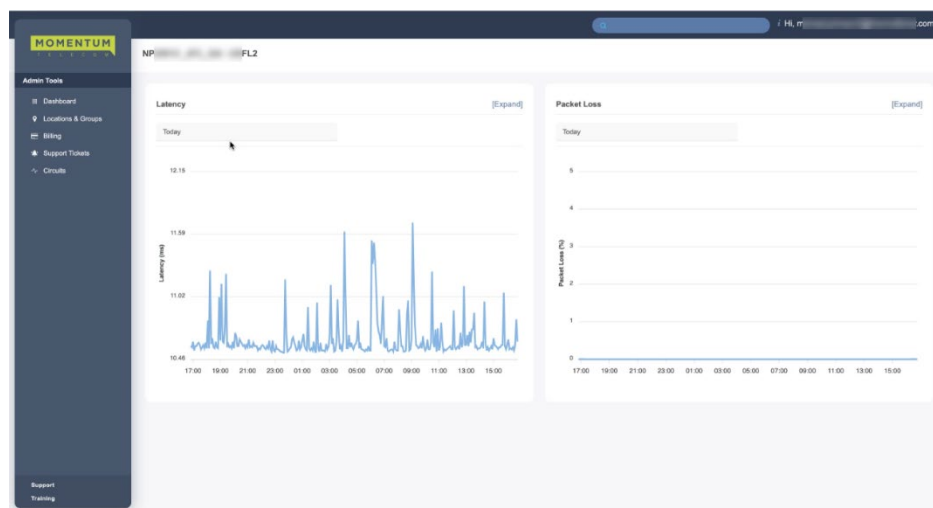 Hi, m .com
MOMENTUM
TELECOM
NP FL2
Admin Tools
Dashboard
Locations & Groups
Billing
Support Tickets
Circuits
Support
Training
Latency
[Expand]
Today
12.15
11.59
11.02
10.46
Latency (ms)
17:00 19:00 21:00 23:00 01:00 03:00 05:00 07:00 09:00 11:00 13:00 15:00
Packet Loss
[Expand]
Today
5
4
3
2
1
0
Packet Loss (%)
17:00 19:00 21:00 23:00 01:00 03:00 05:00 07:00 09:00 11:00 13:00 15:00